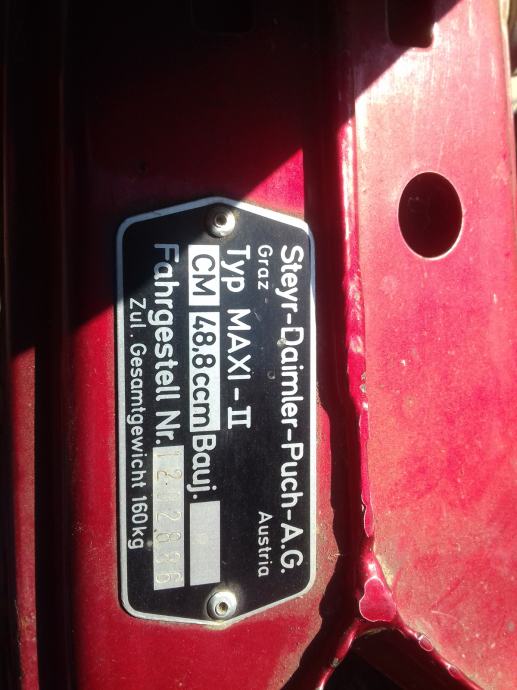 Steyr-Daimler-Puch-A.G.
Graz - Austria
Typ MAXI-II
CM 48.8ccm Bauj.
Fahrgestell Nr.
Zul. Gesamtgewicht 160kg